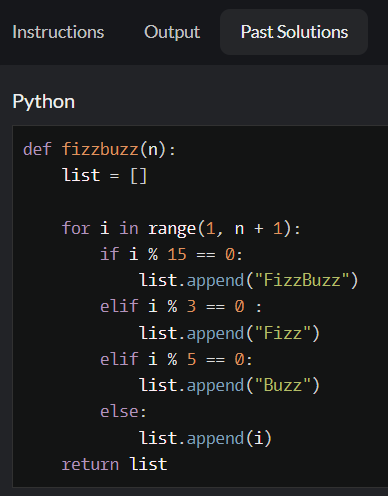 Instructions Output Past Solutions
Python
def fizzbuzz(n):
    list = []

    for i in range(1, n + 1):
        if i % 15 == 0:
            list.append("FizzBuzz")
        elif i % 3 == 0 :
            list.append("Fizz")
        elif i % 5 == 0:
            list.append("Buzz")
        else:
            list.append(i)
    return list